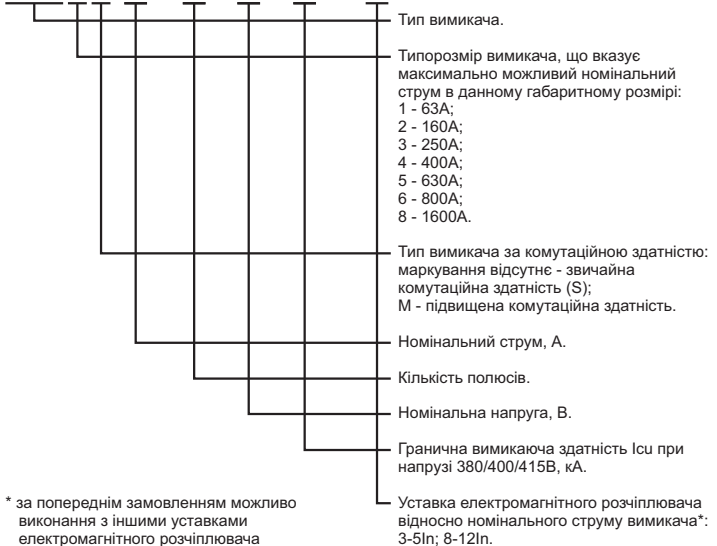 Тип вимикача.
Типорозмір вимикача, що вказує
максимально можливий номінальний
струм в данному габаритному розмірі:
1 - 63А;
2 - 160А;
3 - 250А;
4 - 400А;
5 - 630А;
6 - 800А;
8 - 1600А.
Тип вимикача за комутаційною здатністю:
маркування відсутнє - звичайна
комутаційна здатність (S);
М - підвищена комутаційна здатність.
Номінальний струм, А.
Кількість полюсів.
Номінальна напруга, В.
Гранична вимикаюча здатність Icu при
напрузі 380/400/415В, кА.
Уставка електромагнітного розчіплювача
відносно номінального струму вимикача*:
3-5In; 8-12In.
* за попереднім замовленням можливо
виконання з іншими уставками
електромагнітного розчіплювача